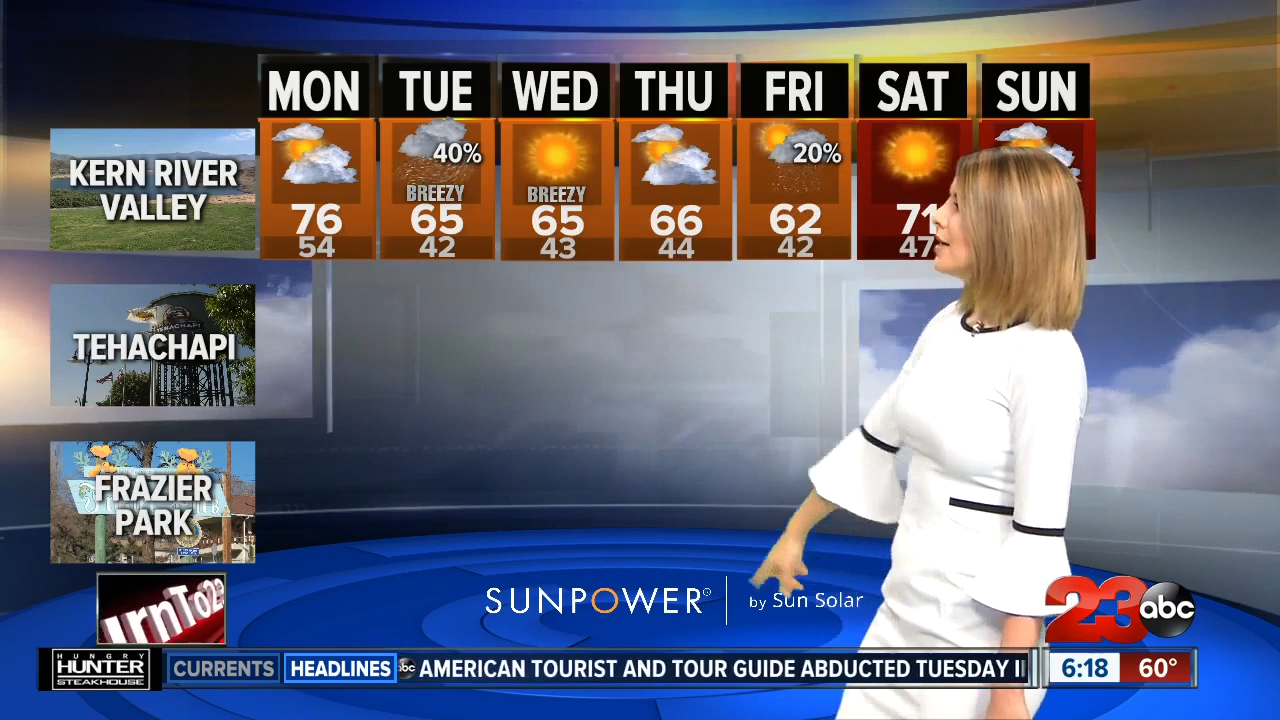 MON TUE WED THU FRI SAT SUN
KERN RIVER
VALLEY
40%
20%
BREEZY
BREEZY
76 65 65 66 62 71
54 42 43 44 42 47
TEHACHAPI
TEHACHAPI
FRAZIER
PARK
TurnTo23
SUNPOWER® | by Sun Solar
23 abc
HUNGRY
HUNTER
STEAKHOUSE
CURRENTS HEADLINES abc AMERICAN TOURIST AND TOUR GUIDE ABDUCTED TUESDAY I
6:18 60°